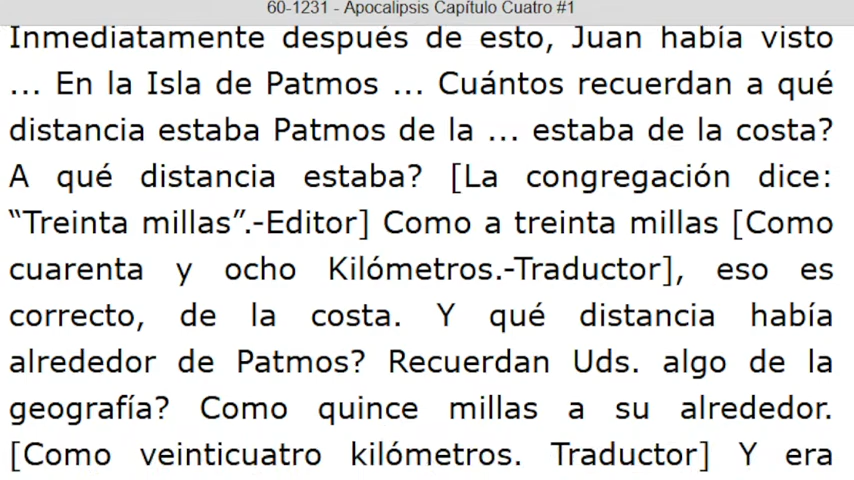 60-1231 - Apocalipsis Capítulo Cuatro #1
Inmediatamente después de esto, Juan había visto
... En la Isla de Patmos ... Cuántos recuerdan a qué
distancia estaba Patmos de la ... estaba de la costa?
A qué distancia estaba? [La congregación dice:
“Treinta millas”.-Editor] Como a treinta millas [Como
cuarenta y ocho Kilómetros.-Traductor], eso es
correcto, de la costa. Y qué distancia había
alrededor de Patmos? Recuerdan Uds. algo de la
geografía? Como quince millas a su alrededor.
[Como veinticuatro kilómetros. Traductor] Y era